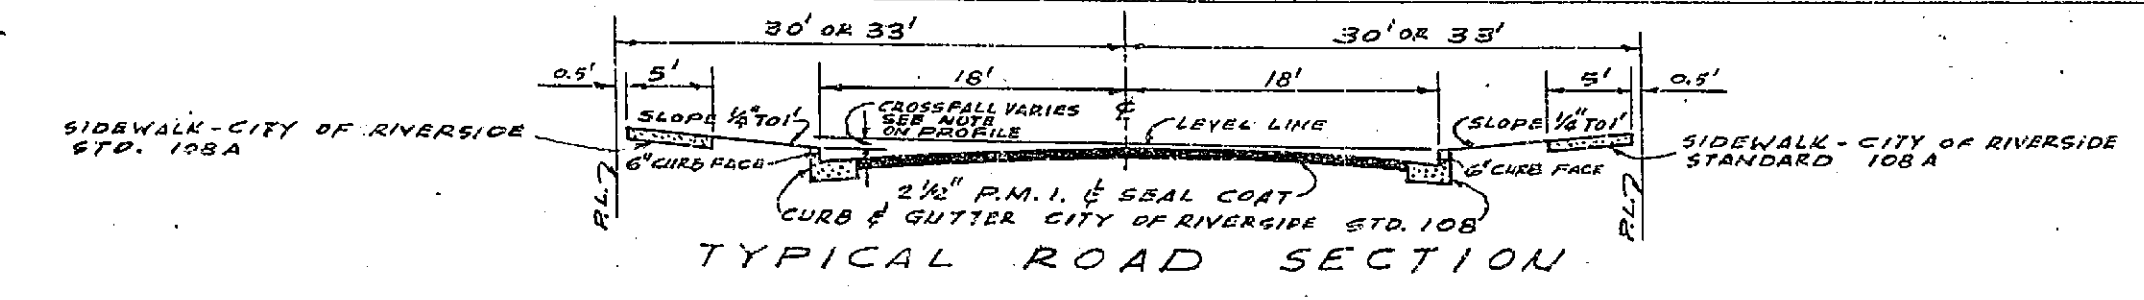 30' OR 33'
30' OR 33'
0.5'
5'
18'
18'
5'
0.5'
SLOPE 1/4" TO 1'
CROSSFALL VARIES
SEE NOTE
ON PROFILE
℄
LEVEL LINE
SLOPE 1/4" TO 1'
SIDEWALK - CITY OF RIVERSIDE
STD. 108A
SIDEWALK - CITY OF RIVERSIDE
STANDARD 108A
6" CURB FACE
6" CURB FACE
P.L.
2 1/2" P.M.I. & SEAL COAT
CURB & GUTTER CITY OF RIVERSIDE STD. 108
P.L.
TYPICAL ROAD SECTION